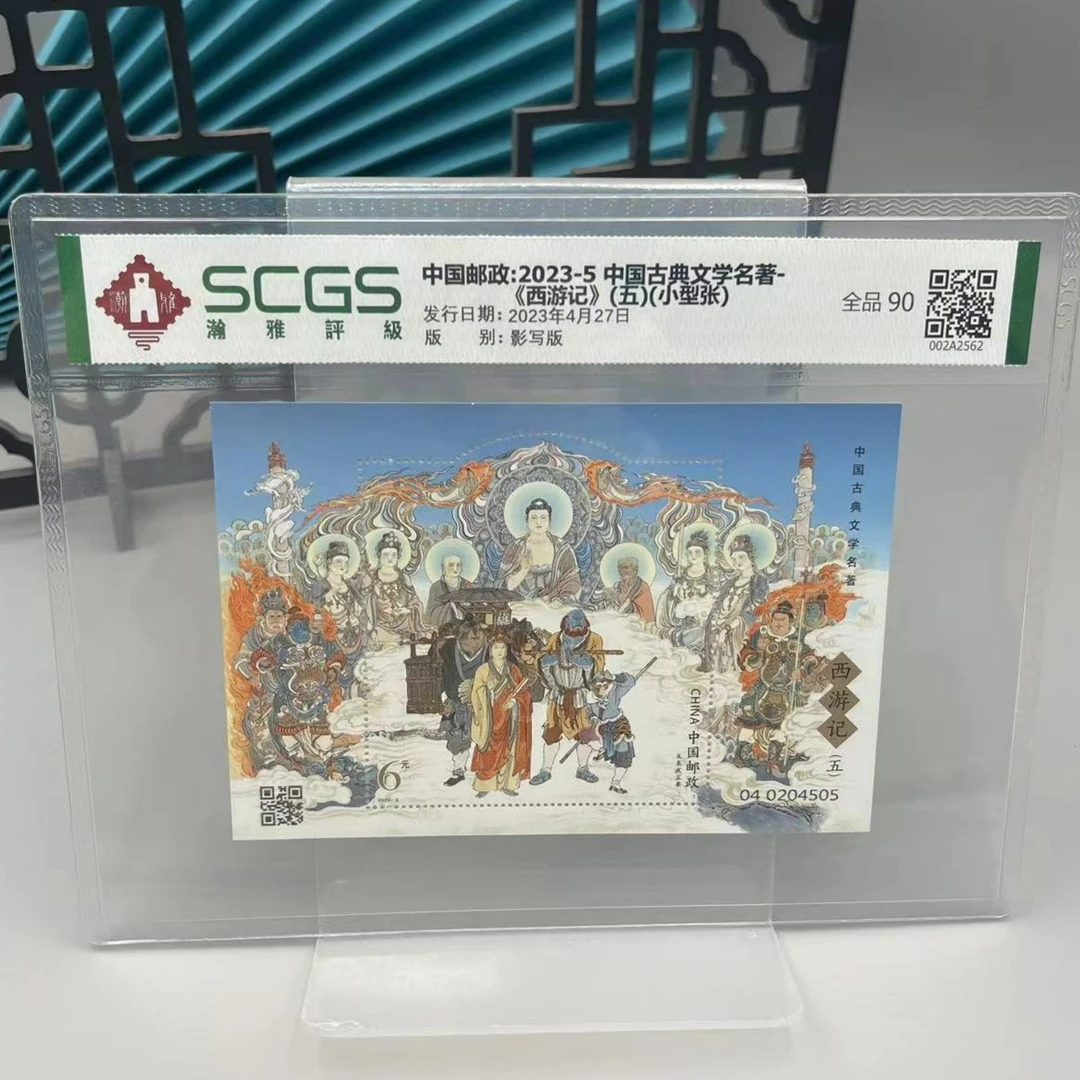 SCGS
瀚雅評級
中国邮政:2023-5 中国古典文学名著-
《西游记》(五)(小型张)
发行日期: 2023年4月27日
版 别: 影写版
全品 90
002A2562
中国古典文学名著
西游记
(五)
CHINA 中国邮政
6元
04 0204505
SCGS